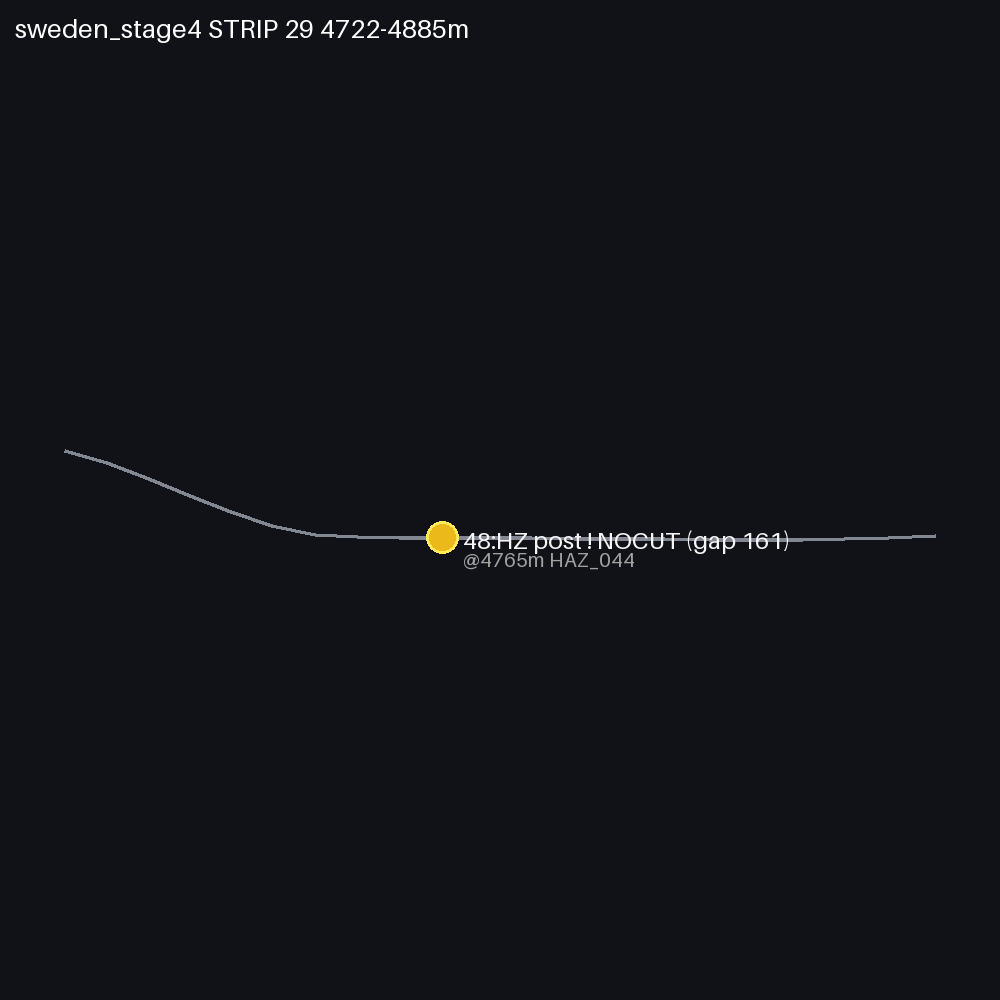 sweden_stage4 STRIP 29 4722-4885m
48:HZ post ! NOCUT (gap 161)
@4765m HAZ_044